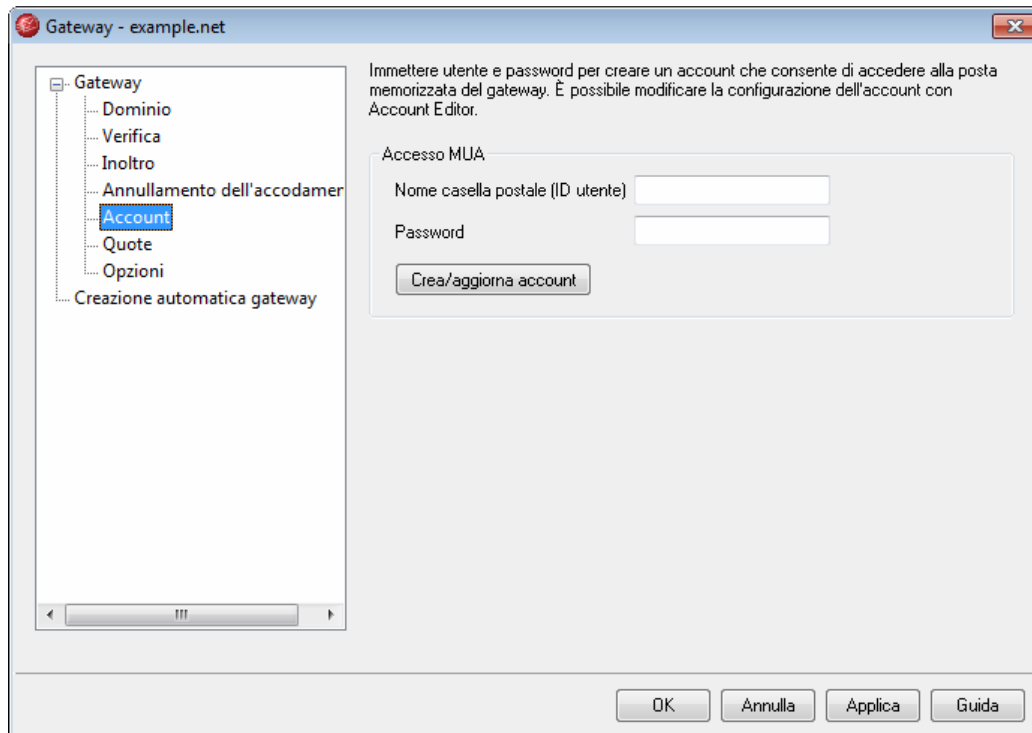 Gateway - example.net
Gateway
Dominio
Verifica
Inoltro
Annullamento dell'accodamer
Account
Quote
Opzioni
Creazione automatica gateway
Immettere utente e password per creare un account che consente di accedere alla posta
memorizzata del gateway. È possibile modificare la configurazione dell'account con
Account Editor.
Accesso MUA
Nome casella postale (ID utente)
Password
Crea/aggiorna account
OK
Annulla
Applica
Guida